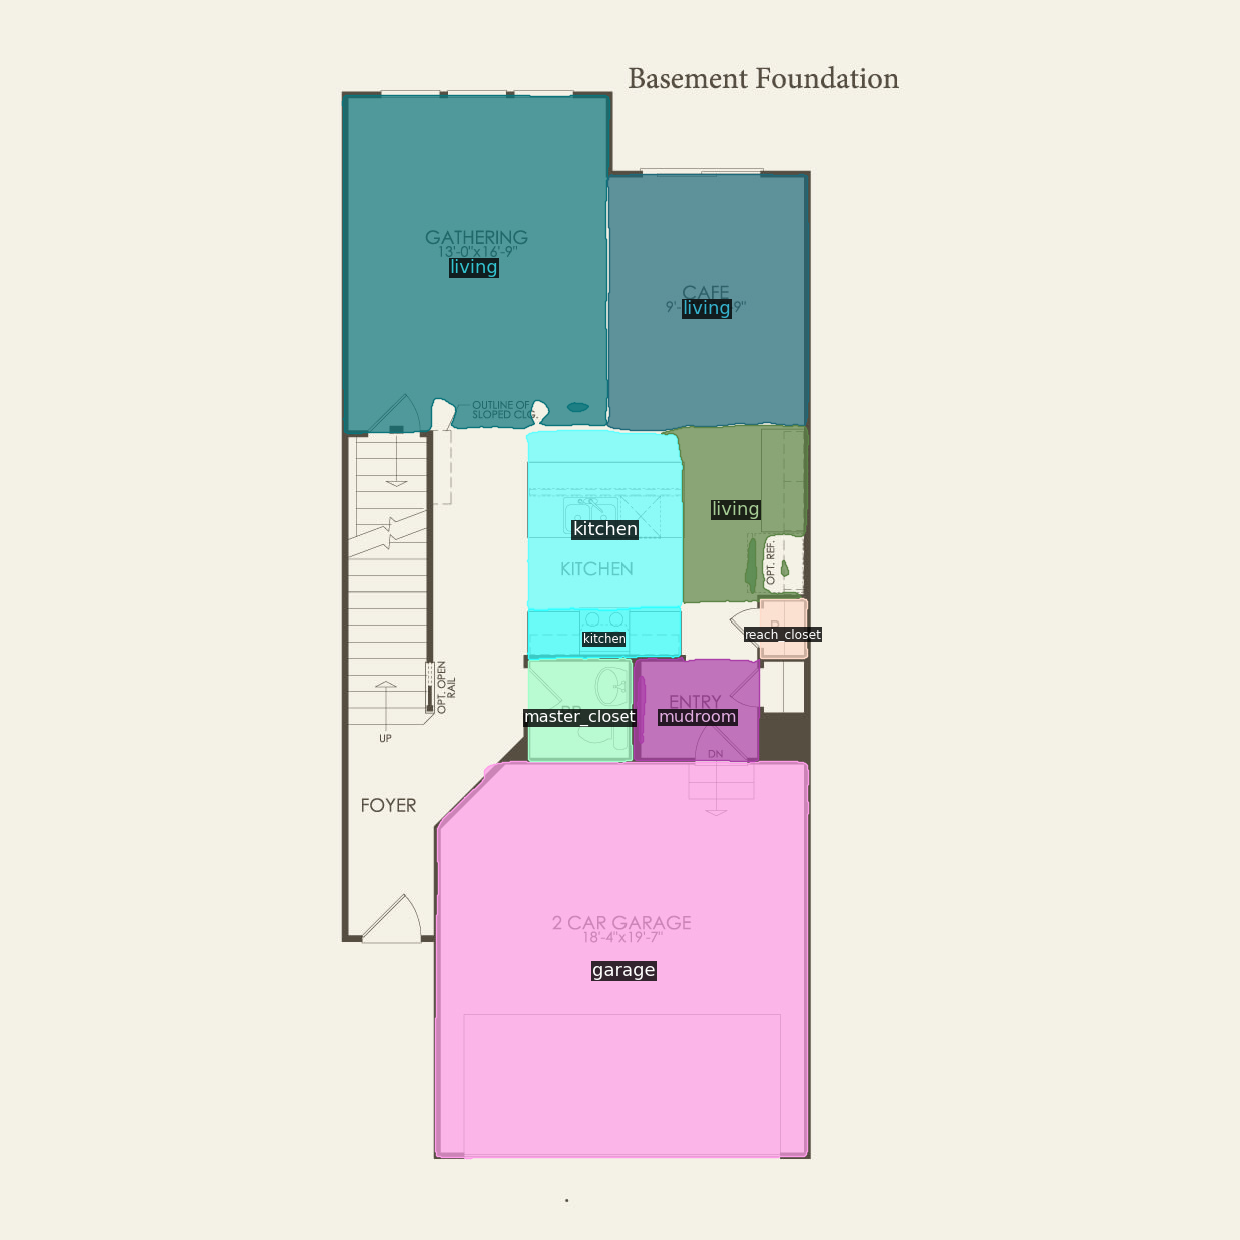 Basement Foundation
GATHERING
13'-0"x16'-9"
living
CAFE
living
OUTLINE OF
SLOPED CLG.
living
kitchen
OPT. REF.
KITCHEN
kitchen
reach_closet
OPT. OPEN
RAIL
ENTRY
master_closet
mudroom
UP
DN
FOYER
2 CAR GARAGE
18'-4"x19'-7"
garage